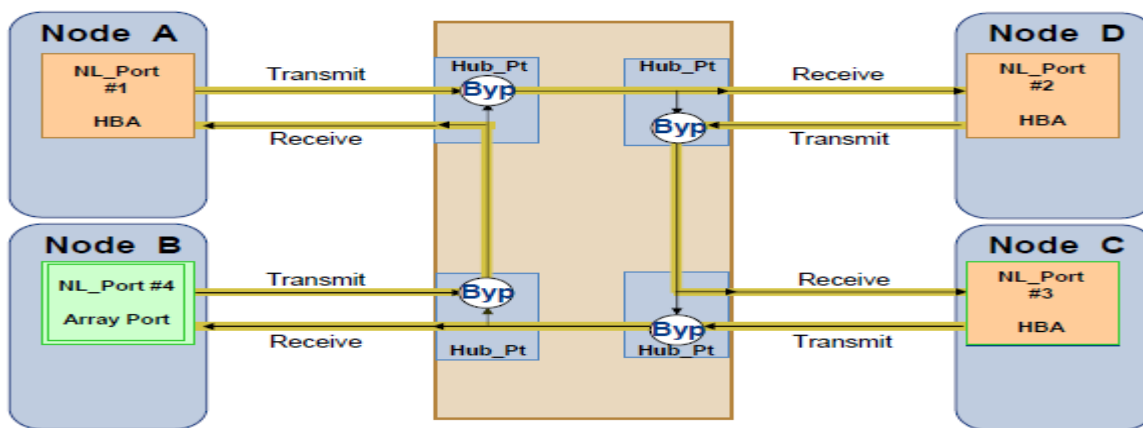 Node A
NL_Port
#1
HBA
Transmit
Receive
Hub_Pt
Byp
Hub_Pt
Byp
Receive
Transmit
Node D
NL_Port
#2
HBA
Node B
NL_Port #4
Array Port
Transmit
Receive
Byp
Hub_Pt
Byp
Hub_Pt
Receive
Transmit
Node C
NL_Port
#3
HBA